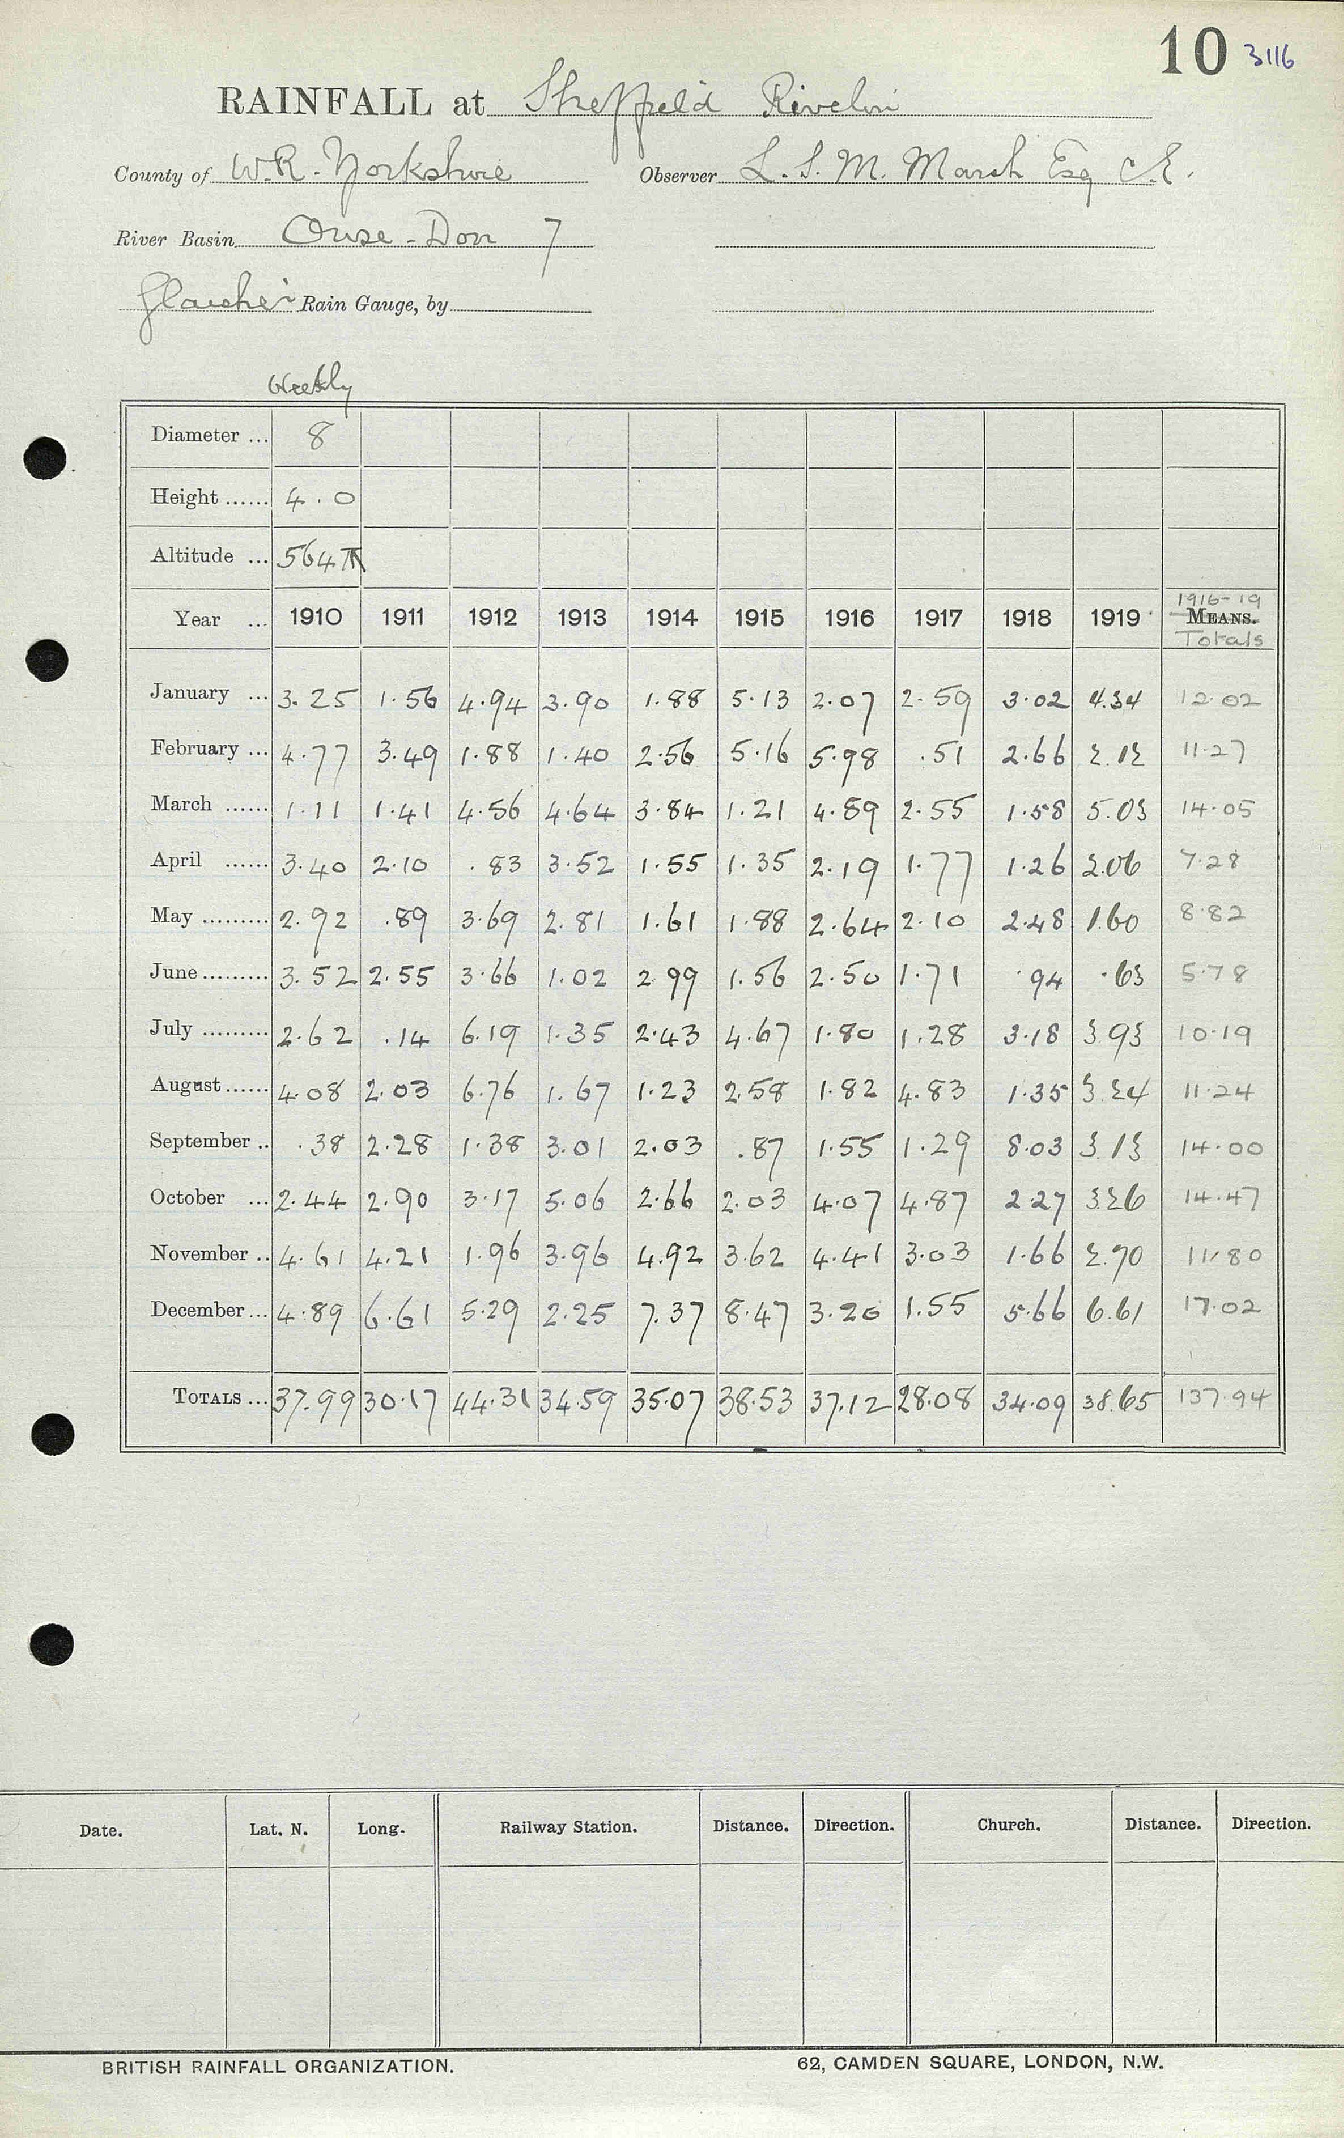 10 3116
RAINFALL at Sheffield Rivelin
County of W.R. Yorkshire Observer L. S. M. Marsh Esq C.E.
River Basin Ouse - Don 7
Glaisher Rain Gauge, by
Weekly
Diameter ... 8
Height ...... 4.0
Altitude ... 564
Year ... 1910 1911 1912 1913 1914 1915 1916 1917 1918 1919 1916-19 MEANS. Totals
January ... 3.25 1.56 4.94 3.90 1.88 5.13 2.07 2.59 3.02 4.34 12.02
February ... 4.77 3.49 1.88 1.40 2.56 5.16 5.98 .51 2.66 2.12 11.27
March ...... 1.11 1.41 4.56 4.64 3.84 1.21 4.89 2.55 1.58 5.03 14.05
April ...... 3.40 2.10 .83 3.52 1.55 1.35 2.19 1.77 1.26 2.06 7.28
May ......... 2.92 .89 3.69 2.81 1.61 1.88 2.64 2.10 2.48 1.60 8.82
June ......... 3.52 2.55 3.66 1.02 2.99 1.56 2.50 1.71 .94 .63 5.78
July ......... 2.62 .14 6.19 1.35 2.43 4.67 1.80 1.28 3.18 3.93 10.19
August ...... 4.08 2.03 6.76 1.67 1.23 2.58 1.82 4.83 1.35 3.24 11.24
September .. .38 2.28 1.38 3.01 2.03 .87 1.55 1.29 8.03 3.13 14.00
October ... 2.44 2.90 3.17 5.06 2.66 2.03 4.07 4.87 2.27 3.26 14.47
November .. 4.61 4.21 1.96 3.96 4.92 3.62 4.41 3.03 1.66 2.70 11.80
December ... 4.89 6.61 5.29 2.25 7.37 8.47 3.20 1.55 5.66 6.61 17.02
TOTALS ... 37.99 30.17 44.31 34.59 35.07 38.53 37.12 28.08 34.09 38.65 137.94
Date. Lat. N. Long. Railway Station. Distance. Direction. Church. Distance. Direction.
BRITISH RAINFALL ORGANIZATION. 62, CAMDEN SQUARE, LONDON, N.W.